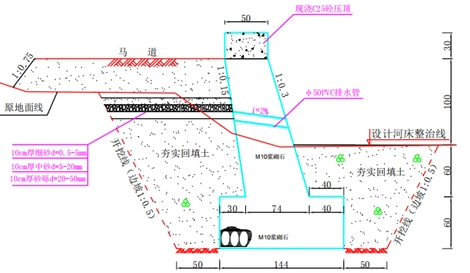 50
现浇C25砼压顶
30
1:0.75
马 道
1:0.15
1:0.3
Φ50PVC排水管
100
原地面线
i=2%
设计河床整治线
10cm厚细砂d=0.5-5mm
10cm厚中砂d=5-20mm
10cm厚砂砾d=20-50mm
夯实回填土
M10浆砌石
夯实回填土
开挖线（边坡1:0.5）
开挖线（边坡1:0.5）
60
40
30
74
40
M10浆砌石
60
50
144
50